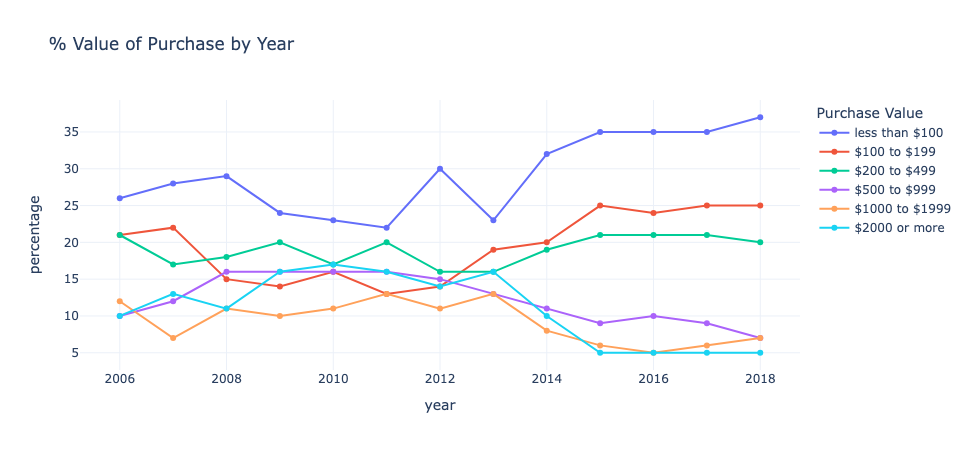 % Value of Purchase by Year
Purchase Value
less than $100
$100 to $199
$200 to $499
$500 to $999
$1000 to $1999
$2000 or more
percentage
35
30
25
20
15
10
5
2006 2008 2010 2012 2014 2016 2018
year